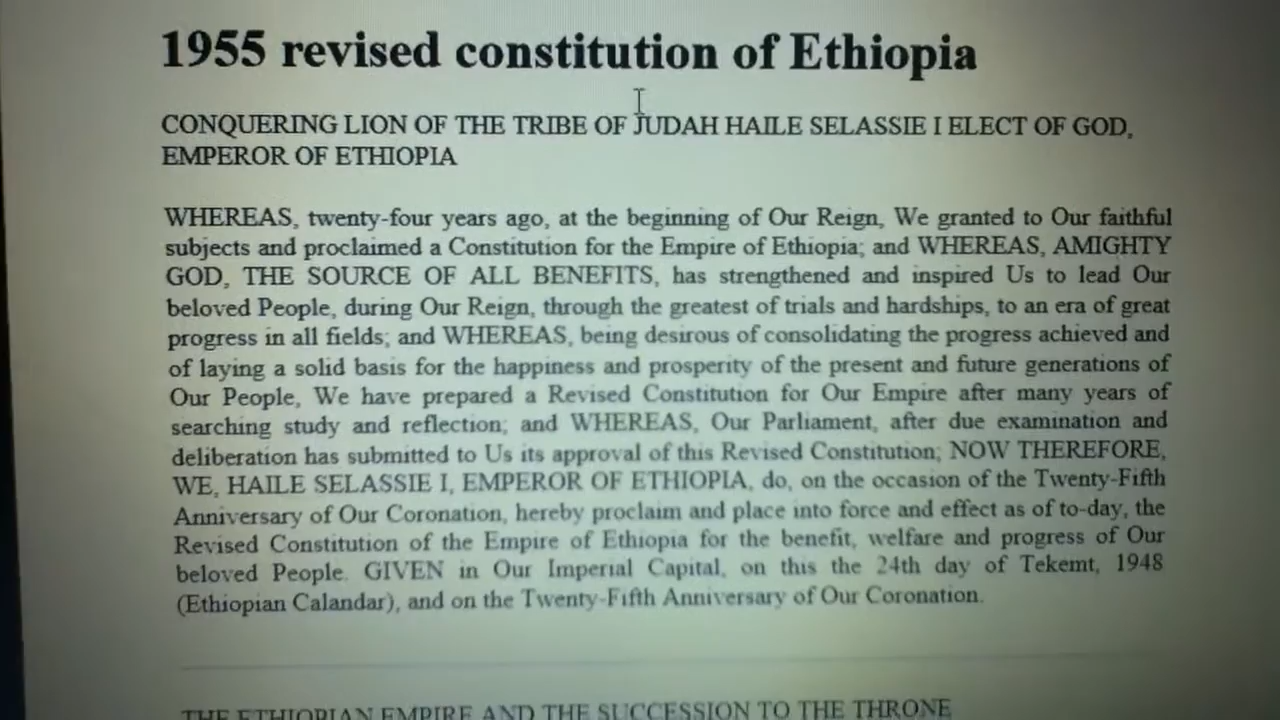 1955 revised constitution of Ethiopia
CONQUERING LION OF THE TRIBE OF JUDAH HAILE SELASSIE I ELECT OF GOD,
EMPEROR OF ETHIOPIA
WHEREAS, twenty-four years ago, at the beginning of Our Reign, We granted to Our faithful
subjects and proclaimed a Constitution for the Empire of Ethiopia; and WHEREAS, AMIGHTY
GOD, THE SOURCE OF ALL BENEFITS, has strengthened and inspired Us to lead Our
beloved People, during Our Reign, through the greatest of trials and hardships, to an era of great
progress in all fields; and WHEREAS, being desirous of consolidating the progress achieved and
of laying a solid basis for the happiness and prosperity of the present and future generations of
Our People, We have prepared a Revised Constitution for Our Empire after many years of
searching study and reflection; and WHEREAS, Our Parliament, after due examination and
deliberation has submitted to Us its approval of this Revised Constitution; NOW THEREFORE,
WE, HAILE SELASSIE I, EMPEROR OF ETHIOPIA, do, on the occasion of the Twenty-Fifth
Anniversary of Our Coronation, hereby proclaim and place into force and effect as of to-day, the
Revised Constitution of the Empire of Ethiopia for the benefit, welfare and progress of Our
beloved People. GIVEN in Our Imperial Capital, on this the 24th day of Tekemt, 1948
(Ethiopian Calandar), and on the Twenty-Fifth Anniversary of Our Coronation.
THE ETHIOPIAN EMPIRE AND THE SUCCESSION TO THE THRONE